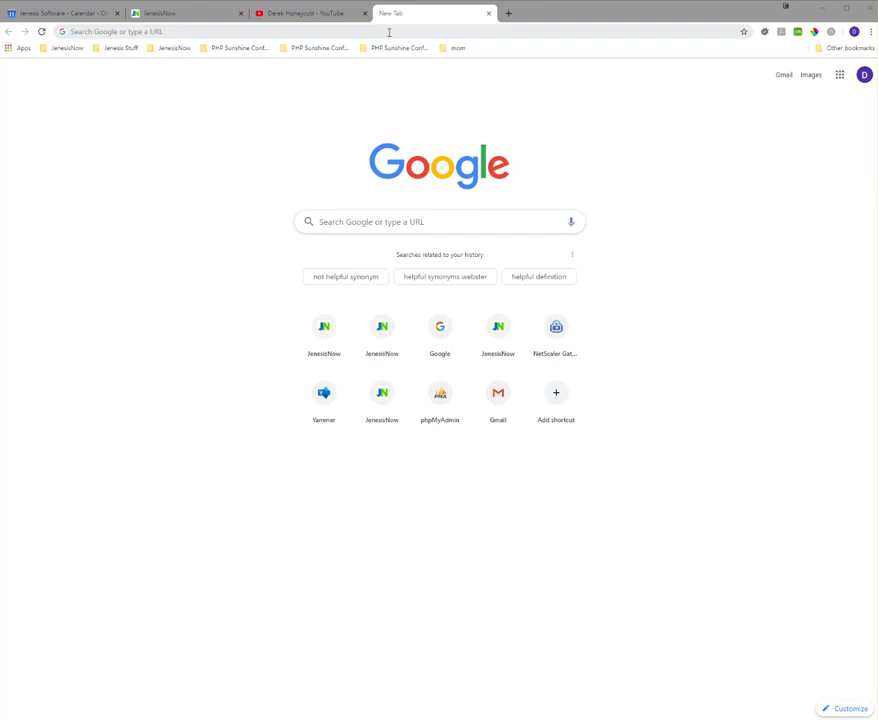 Jenesis Software - Calendar - Oct
JenesisNow
Derek Honeycutt - YouTube
New Tab
Search Google or type a URL
Apps
JenesisNow
Jenesis Stuff
JenesisNow
PHP Sunshine Conf...
PHP Sunshine Conf...
PHP Sunshine Conf...
mom
Other bookmarks
Gmail
Images
D
Google
Search Google or type a URL
Searches related to your history
not helpful synonym
helpful synonyms webster
helpful definition
JenesisNow
JenesisNow
Google
JenesisNow
NetScaler Gat...
Yammer
JenesisNow
phpMyAdmin
Gmail
Add shortcut
Customize